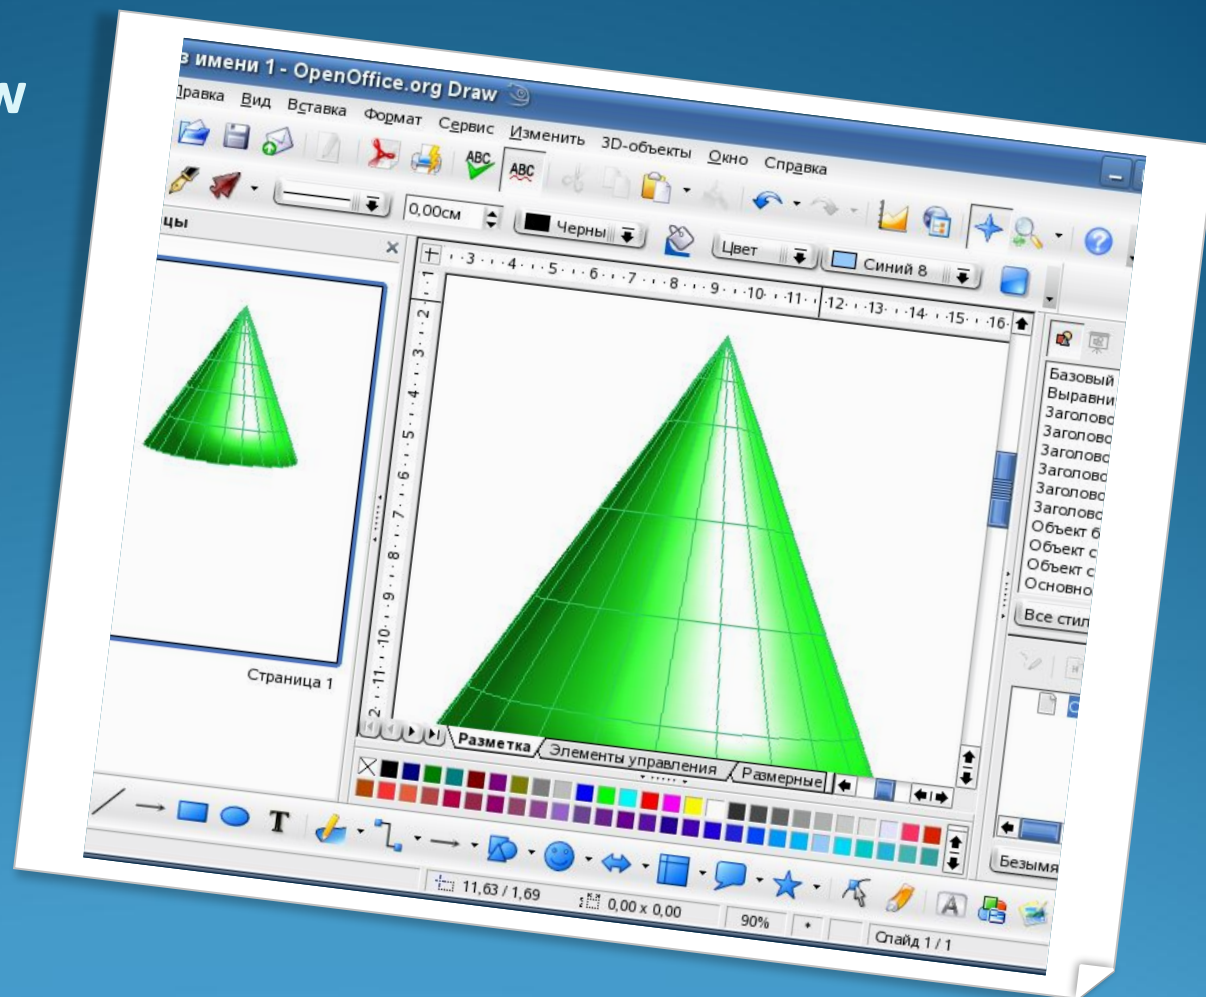 w
з имени 1 - OpenOffice.org Draw
Правка Вид Вставка Формат Сервис Изменить 3D-объекты Окно Справка
ABC ABC
0,00см Черны Цвет Синий 8
цы
3 4 5 6 7 8 9 10 11 12 13 14 15 16
1
2
3
4
5
6
7
8
9
10
11
Базовый
Выравни
Заголово
Заголово
Заголово
Заголово
Заголово
Заголово
Объект б
Объект с
Объект с
Основно
Все стил
Страница 1
Разметка Элементы управления Размерные
T
A
Безымя
11,63 / 1,69 0,00 x 0,00 90% * Слайд 1 / 1